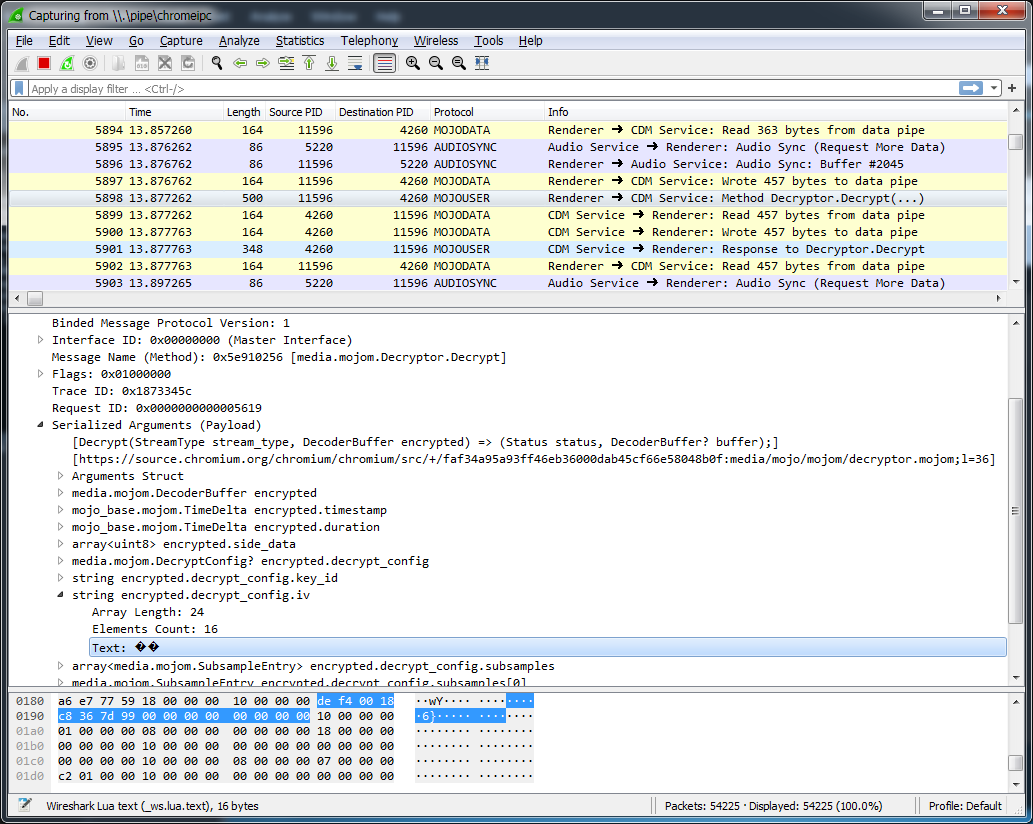 Capturing from \\.\pipe\chromeipc
File Edit View Go Capture Analyze Statistics Telephony Wireless Tools Help
Apply a display filter ... <Ctrl-/>
No. Time Length Source PID Destination PID Protocol Info
5894 13.857260 164 11596 4260 MOJODATA Renderer → CDM Service: Read 363 bytes from data pipe
5895 13.876262 86 5220 11596 AUDIOSYNC Audio Service → Renderer: Audio Sync (Request More Data)
5896 13.876762 86 11596 5220 AUDIOSYNC Renderer → Audio Service: Audio Sync: Buffer #2045
5897 13.876762 164 11596 4260 MOJODATA Renderer → CDM Service: Wrote 457 bytes to data pipe
5898 13.877262 500 11596 4260 MOJOUSER Renderer → CDM Service: Method Decryptor.Decrypt(...)
5899 13.877262 164 4260 11596 MOJODATA CDM Service → Renderer: Read 457 bytes from data pipe
5900 13.877763 164 4260 11596 MOJODATA CDM Service → Renderer: Wrote 457 bytes to data pipe
5901 13.877763 348 4260 11596 MOJOUSER CDM Service → Renderer: Response to Decryptor.Decrypt
5902 13.877763 164 11596 4260 MOJODATA Renderer → CDM Service: Read 457 bytes from data pipe
5903 13.897265 86 5220 11596 AUDIOSYNC Audio Service → Renderer: Audio Sync (Request More Data)
Binded Message Protocol Version: 1
Interface ID: 0x00000000 (Master Interface)
Message Name (Method): 0x5e910256 [media.mojom.Decryptor.Decrypt]
Flags: 0x01000000
Trace ID: 0x1873345c
Request ID: 0x0000000000005619
Serialized Arguments (Payload)
[Decrypt(StreamType stream_type, DecoderBuffer encrypted) => (Status status, DecoderBuffer? buffer);]
[https://source.chromium.org/chromium/chromium/src/+/faf34a95a93ff46eb36000dab45cf66e58048b0f:media/mojo/mojom/decryptor.mojom;l=36]
Arguments Struct
media.mojom.DecoderBuffer encrypted
mojo_base.mojom.TimeDelta encrypted.timestamp
mojo_base.mojom.TimeDelta encrypted.duration
array<uint8> encrypted.side_data
media.mojom.DecryptConfig? encrypted.decrypt_config
string encrypted.decrypt_config.key_id
string encrypted.decrypt_config.iv
Array Length: 24
Elements Count: 16
Text: ��
array<media.mojom.SubsampleEntry> encrypted.decrypt_config.subsamples
media.mojom.SubsampleEntry encrypted.decrypt_config.subsamples[0]
0180 a6 e7 77 59 18 00 00 00 10 00 00 00 de f4 00 18 ··wY···· ········
0190 c8 36 7d 99 00 00 00 00 00 00 00 00 10 00 00 00 ·6}····· ········
01a0 01 00 00 00 08 00 00 00 00 00 00 00 18 00 00 00 ········ ········
01b0 00 00 00 00 10 00 00 00 00 00 00 00 00 00 00 00 ········ ········
01c0 00 00 00 00 10 00 00 00 08 00 00 00 07 00 00 00 ········ ········
01d0 c2 01 00 00 10 00 00 00 00 00 00 00 00 00 00 00 ········ ········
Wireshark Lua text (_ws.lua.text), 16 bytes Packets: 54225 · Displayed: 54225 (100.0%) Profile: Default